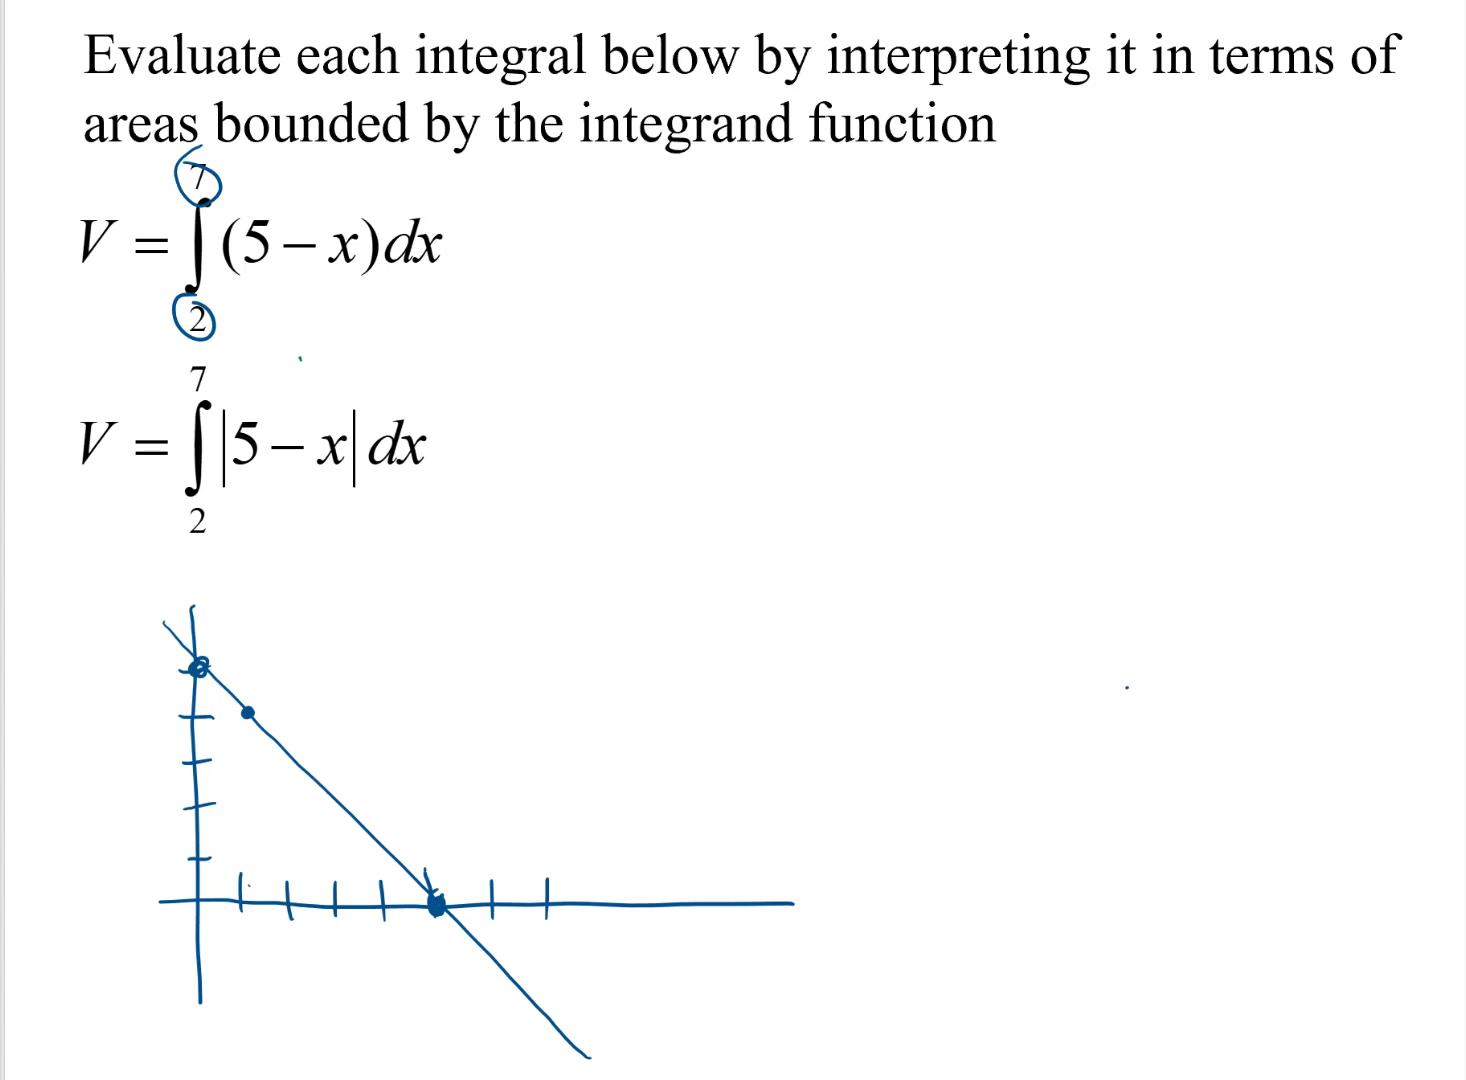 Evaluate each integral below by interpreting it in terms of
areas bounded by the integrand function
7
V = ∫(5 − x)dx
2
7
V = ∫|5 − x|dx
2